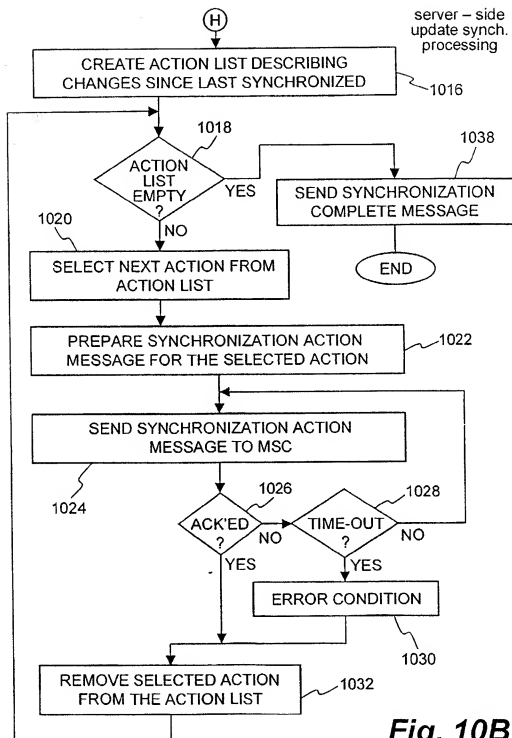 H
server – side
update synch.
processing
CREATE ACTION LIST DESCRIBING
CHANGES SINCE LAST SYNCHRONIZED
1016
1018
ACTION
LIST
EMPTY
?
YES
NO
1038
SEND SYNCHRONIZATION
COMPLETE MESSAGE
END
1020
SELECT NEXT ACTION FROM
ACTION LIST
PREPARE SYNCHRONIZATION ACTION
MESSAGE FOR THE SELECTED ACTION
1022
SEND SYNCHRONIZATION ACTION
MESSAGE TO MSC
1024
1026
ACK'ED
?
NO
YES
1028
TIME-OUT
?
NO
YES
ERROR CONDITION
1030
REMOVE SELECTED ACTION
FROM THE ACTION LIST
1032
Fig. 10B